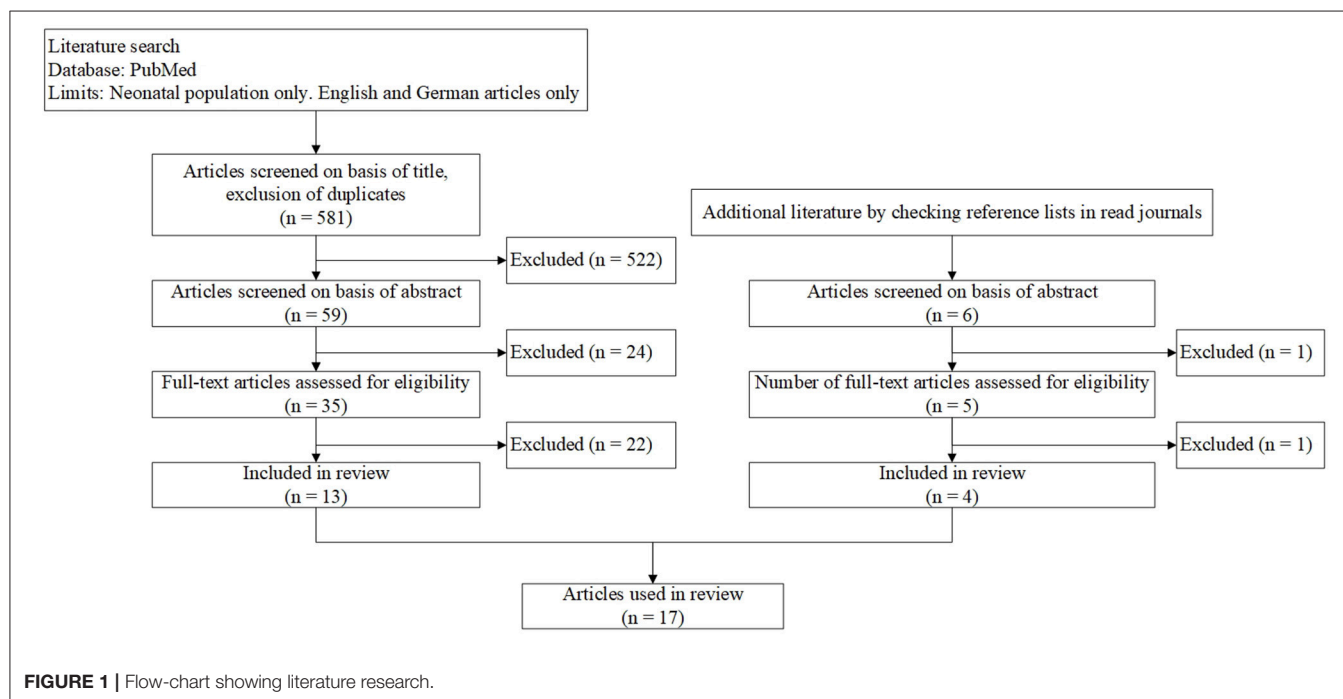 Literature search
Database: PubMed
Limits: Neonatal population only. English and German articles only
Articles screened on basis of title,
exclusion of duplicates
(n = 581)
Excluded (n = 522)
Articles screened on basis of abstract
(n = 59)
Excluded (n = 24)
Full-text articles assessed for eligibility
(n = 35)
Excluded (n = 22)
Included in review
(n = 13)
Additional literature by checking reference lists in read journals
Articles screened on basis of abstract
(n = 6)
Excluded (n = 1)
Number of full-text articles assessed for eligibility
(n = 5)
Excluded (n = 1)
Included in review
(n = 4)
Articles used in review
(n = 17)
FIGURE 1 | Flow-chart showing literature research.